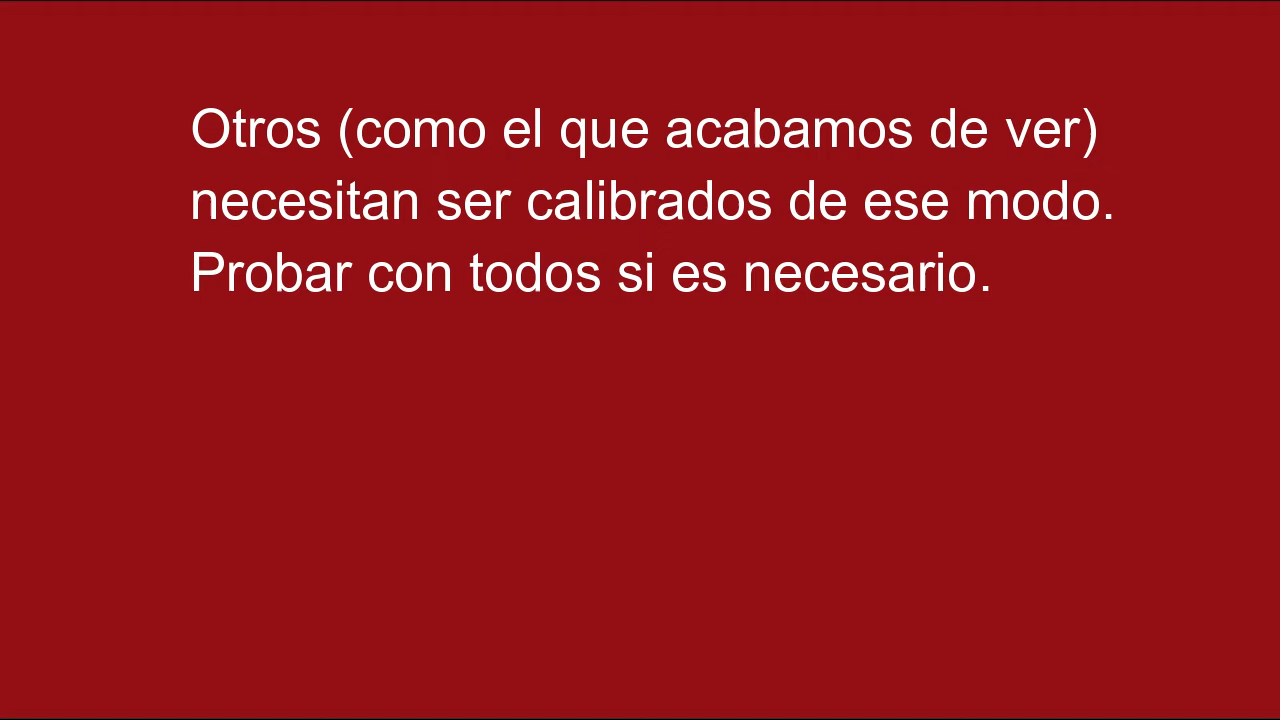 Otros (como el que acabamos de ver)
necesitan ser calibrados de ese modo.
Probar con todos si es necesario.